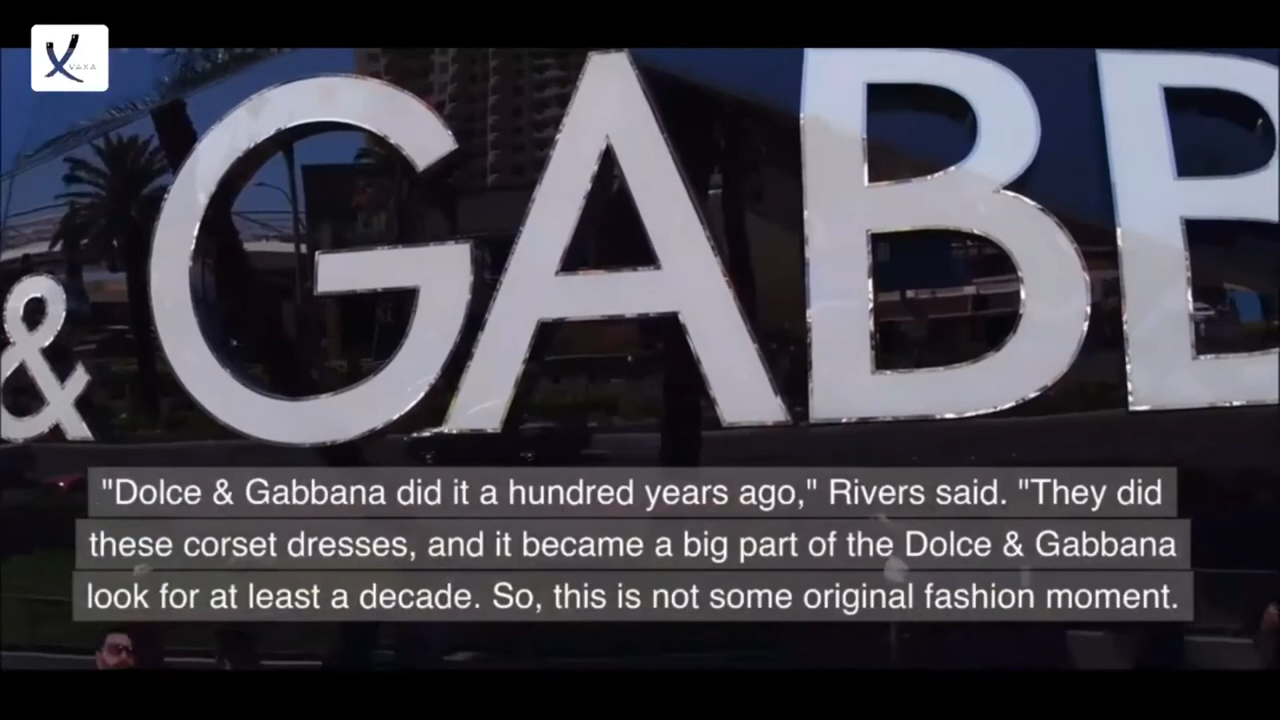 VAXA
& GABB
"Dolce & Gabbana did it a hundred years ago," Rivers said. "They did
these corset dresses, and it became a big part of the Dolce & Gabbana
look for at least a decade. So, this is not some original fashion moment.